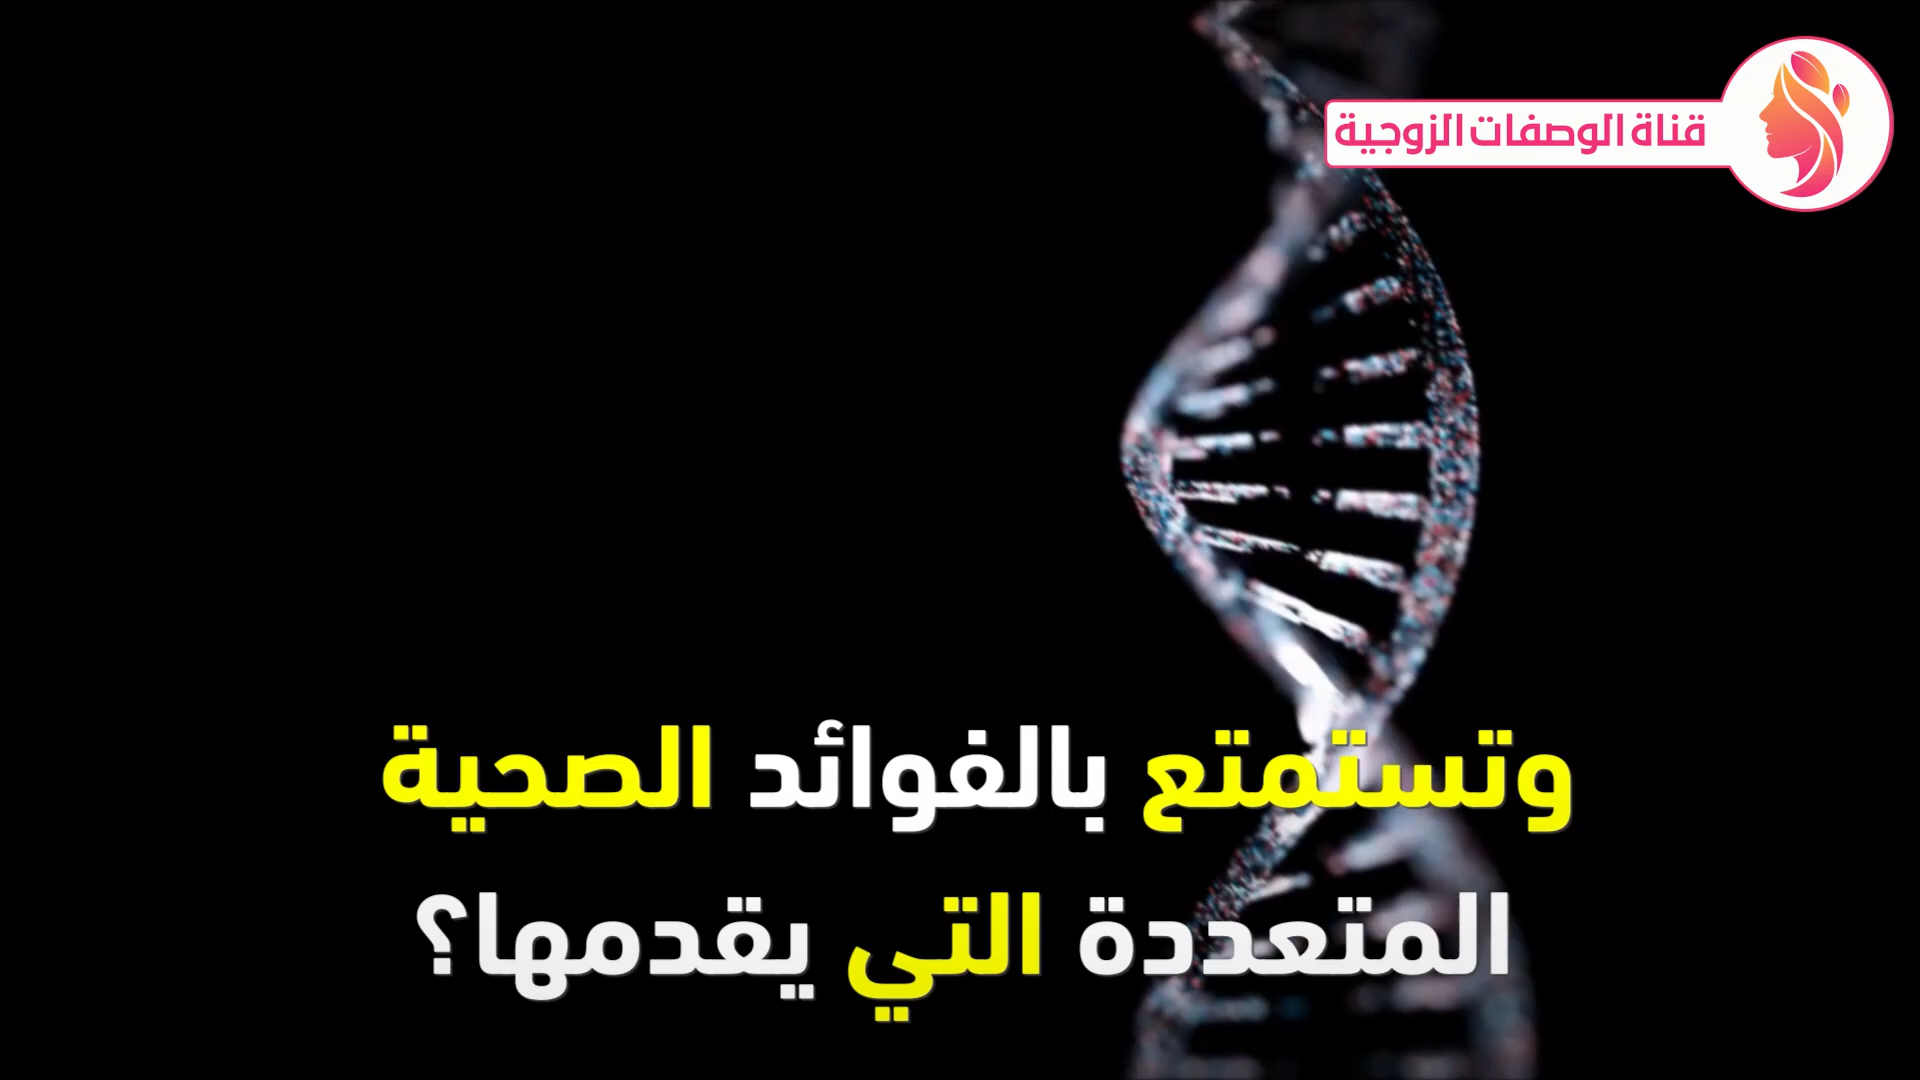 قناة الوصفات الزوجية
وتستمتع بالفوائد الصحية
المتعددة التي يقدمها؟